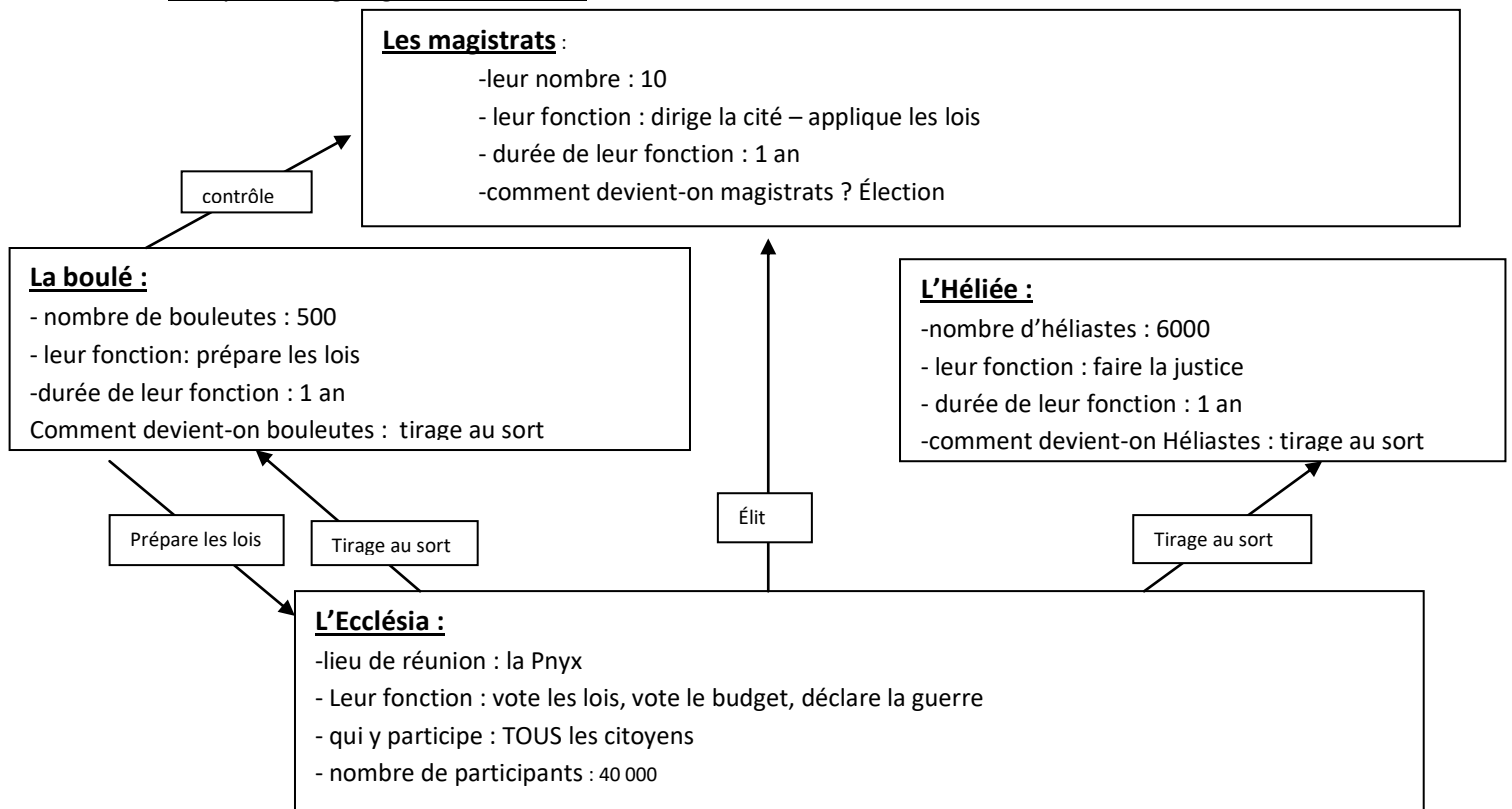 Les magistrats :
-leur nombre : 10
- leur fonction : dirige la cité – applique les lois
- durée de leur fonction : 1 an
-comment devient-on magistrats ? Élection
contrôle
La boulé :
- nombre de bouleutes : 500
- leur fonction: prépare les lois
-durée de leur fonction : 1 an
Comment devient-on bouleutes : tirage au sort
L’Héliée :
-nombre d’héliastes : 6000
- leur fonction : faire la justice
- durée de leur fonction : 1 an
-comment devient-on Héliastes : tirage au sort
Prépare les lois
Tirage au sort
Élit
Tirage au sort
L’Ecclésia :
-lieu de réunion : la Pnyx
- Leur fonction : vote les lois, vote le budget, déclare la guerre
- qui y participe : TOUS les citoyens
- nombre de participants : 40 000